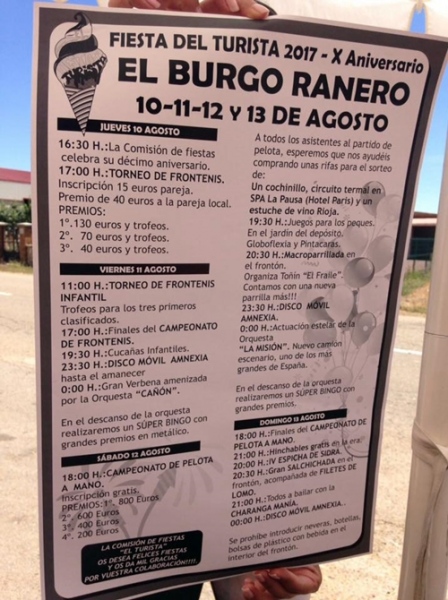 TURISTA
FIESTA DEL TURISTA 2017 - X Aniversario
EL BURGO RANERO
10-11-12 Y 13 DE AGOSTO
JUEVES 10 AGOSTO
16:30 H.:La Comisión de fiestas
celebra su décimo aniversario.
17:00 H.:TORNEO DE FRONTENIS.
Inscripción 15 euros pareja.
Premio de 40 euros a la pareja local.
PREMIOS:
1º.130 euros y trofeos.
2º. 70 euros y trofeos.
3º. 40 euros y trofeos.
VIERNES 11 AGOSTO
11:00 H.:TORNEO DE FRONTENIS
INFANTIL
Trofeos para los tres primeros
clasificados.
17:00 H.:Finales del CAMPEONATO
DE FRONTENIS.
19:30 H.:Cucañas Infantiles.
23:30 H.:DISCO MÓVIL AMNEXIA
hasta el amanecer
0:00 H.:Gran Verbena amenizada
por la Orquesta “CAÑÓN”.
En el descanso de la orquesta
realizaremos un SÚPER BINGO con
grandes premios en metálico.
SÁBADO 12 AGOSTO
18:00 H.:CAMPEONATO DE PELOTA
A MANO.
Inscripción gratis.
PREMIOS:1º. 800 Euros
2º. 600 Euros
3º. 400 Euros
4º. 200 Euros
LA COMISIÓN DE FIESTAS
"EL TURISTA"
OS DESEA FELICES FIESTAS
Y OS DA MIL GRACIAS
POR VUESTRA COLABORACIÓN!!!!
A todos los asistentes al partido de
pelota, esperemos que nos ayudéis
comprando unas rifas para el sorteo
de:
Un cochinillo, circuito termal en
SPA La Pausa (Hotel París) y un
estuche de vino Rioja.
19:30 H.:Juegos para los peques.
En el jardín del depósito,
Globoflexia y Pintacaras.
20:30 H.:Macroparrillada en
el frontón.
Organiza Toñín “El Fraile”.
Contamos con una nueva
parrilla más!!!
23:30 H.:DISCO MÓVIL
AMNEXIA.
0:00 H.:Actuación estelar de la
Orquesta
“LA MISIÓN”. Nuevo camión
escenario, uno de los más
grandes de España.
En el descanso de la orquesta
realizaremos un SÚPER BINGO con
grandes premios.
DOMINGO 13 AGOSTO
18:00 H.:Finales del CAMPEONATO DE
PELOTA A MANO.
21:00 H.:Hinchables gratis en la era.
20:00 H.:IV ESPICHA DE SIDRA.
20:30 H.:Gran SALCHICHADA en el
frontón, acompañada de FILETES DE
LOMO.
21:00 H.:Todos a bailar con la
CHARANGA MANÍA.
00:00 H.:DISCO MÓVIL AMNEXIA.
Se prohíbe introducir neveras, botellas,
bolsas de plástico con bebida en el
interior del frontón.